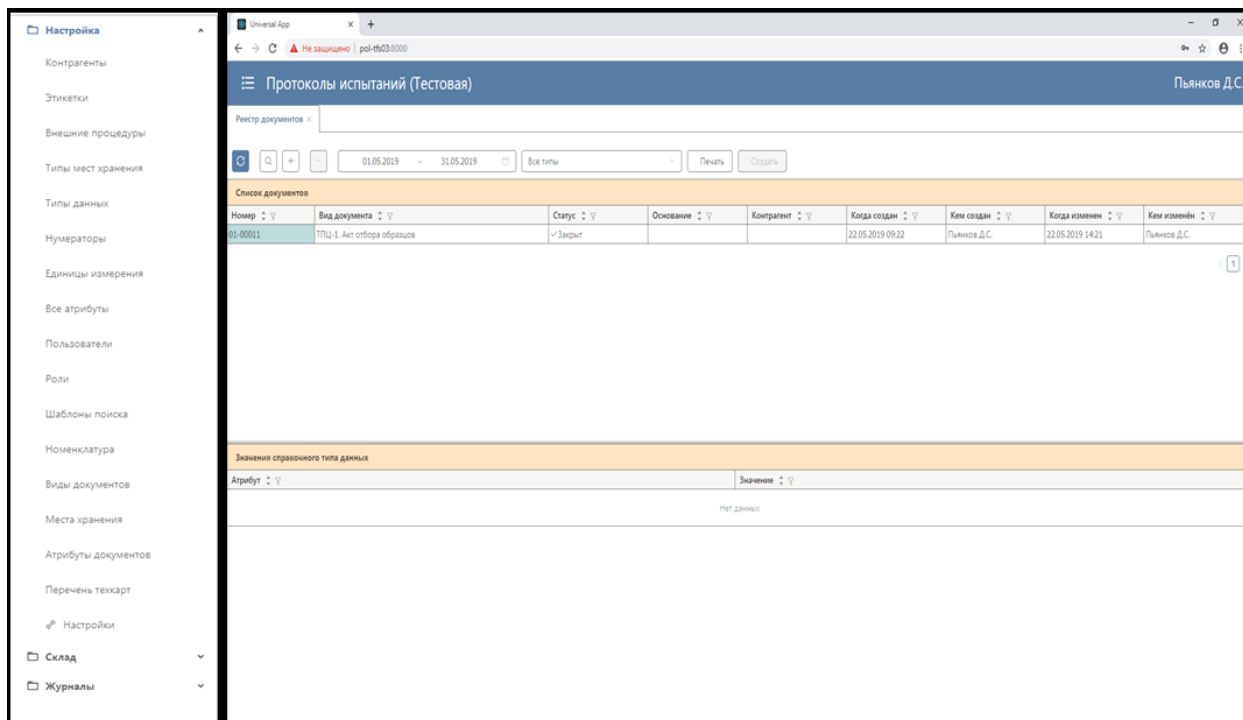 Настройка
Контрагенты
Этикетки
Внешние процедуры
Типы мест хранения
Типы данных
Нумераторы
Единицы измерения
Все атрибуты
Пользователи
Роли
Шаблоны поиска
Номенклатура
Виды документов
Места хранения
Атрибуты документов
Перечень техкарт
Настройки
Склад
Журналы
Universal App
Не защищено | pol-tfs03:8000
Протоколы испытаний (Тестовая) Пьянков Д.С.
Реестр документов
01.05.2019 ~ 31.05.2019 Все типы Печать Создать
Список документов
Номер Вид документа Статус Основание Контрагент Когда создан Кем создан Когда изменен Кем изменён
01-00011 ТПЦ-1. Акт отбора образцов Закрыт 22.05.2019 09:22 Пьянков Д.С. 22.05.2019 14:21 Пьянков Д.С.
1
Значения справочного типа данных
Атрибут Значение
Нет данных